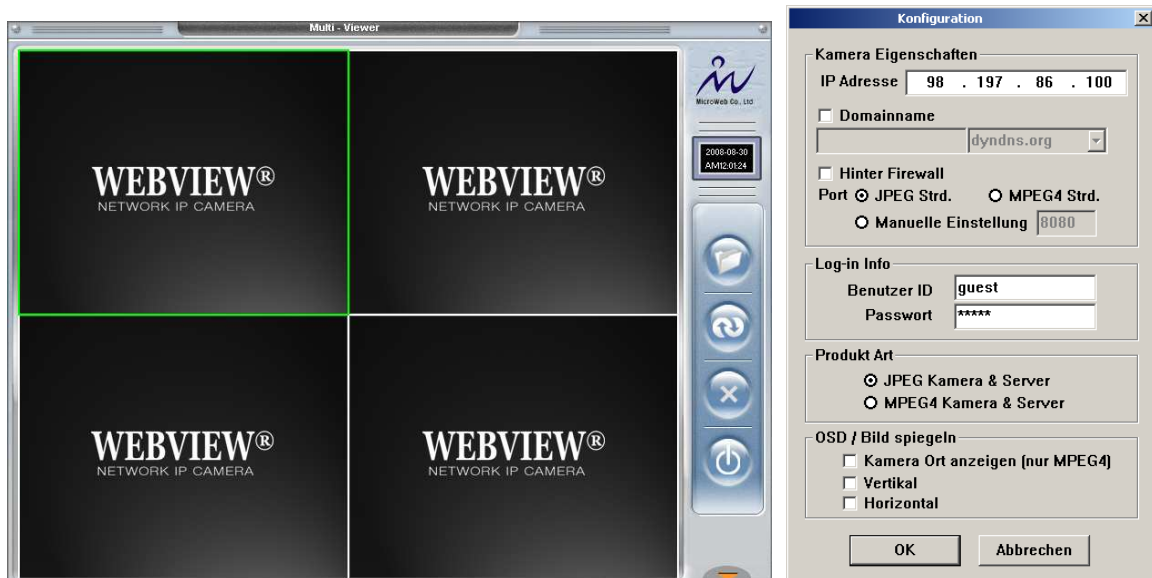 Multi - Viewer
WEBVIEW®
NETWORK IP CAMERA
WEBVIEW®
NETWORK IP CAMERA
WEBVIEW®
NETWORK IP CAMERA
WEBVIEW®
NETWORK IP CAMERA
MicroWeb Co., Ltd
2008-08-30
AM12:01:24
Konfiguration
Kamera Eigenschaften
IP Adresse 98 . 197 . 86 . 100
Domainname
dyndns.org
Hinter Firewall
Port JPEG Strd. MPEG4 Strd.
Manuelle Einstellung 8080
Log-in Info
Benutzer ID guest
Passwort *****
Produkt Art
JPEG Kamera & Server
MPEG4 Kamera & Server
OSD / Bild spiegeln
Kamera Ort anzeigen (nur MPEG4)
Vertikal
Horizontal
OK Abbrechen